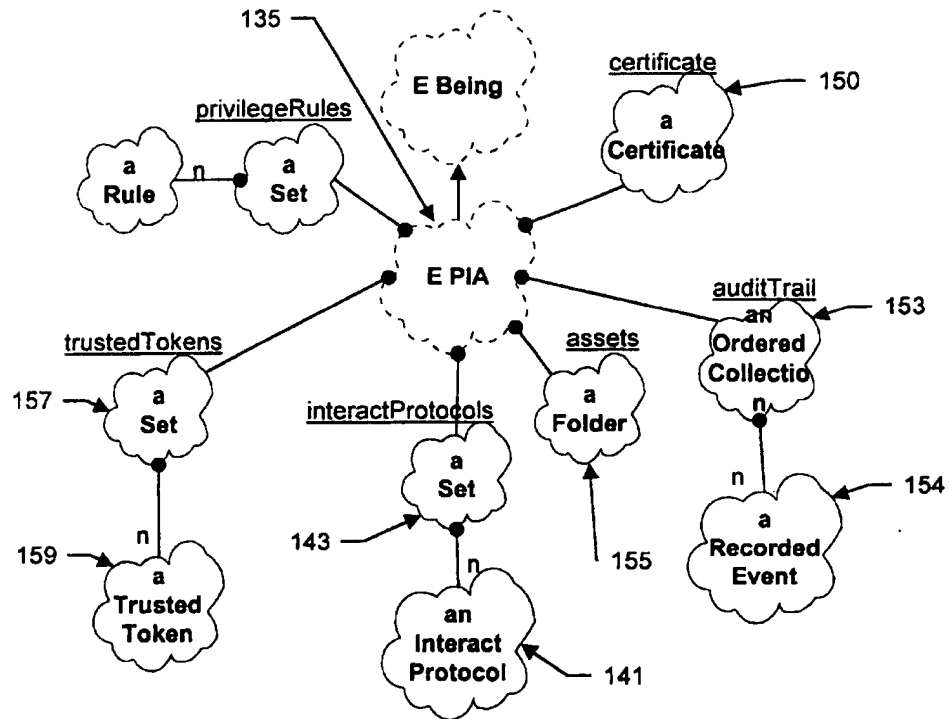 135
E Being
certificate
150
a
Certificate
privilegeRules
a
Rule
n
a
Set
E PIA
auditTrail
153
an
Ordered
Collectio
n
trustedTokens
157
a
Set
assets
a
Folder
interactProtocols
a
Set
143
155
n
154
a
Recorded
Event
n
159
a
Trusted
Token
n
an
Interact
Protocol
141